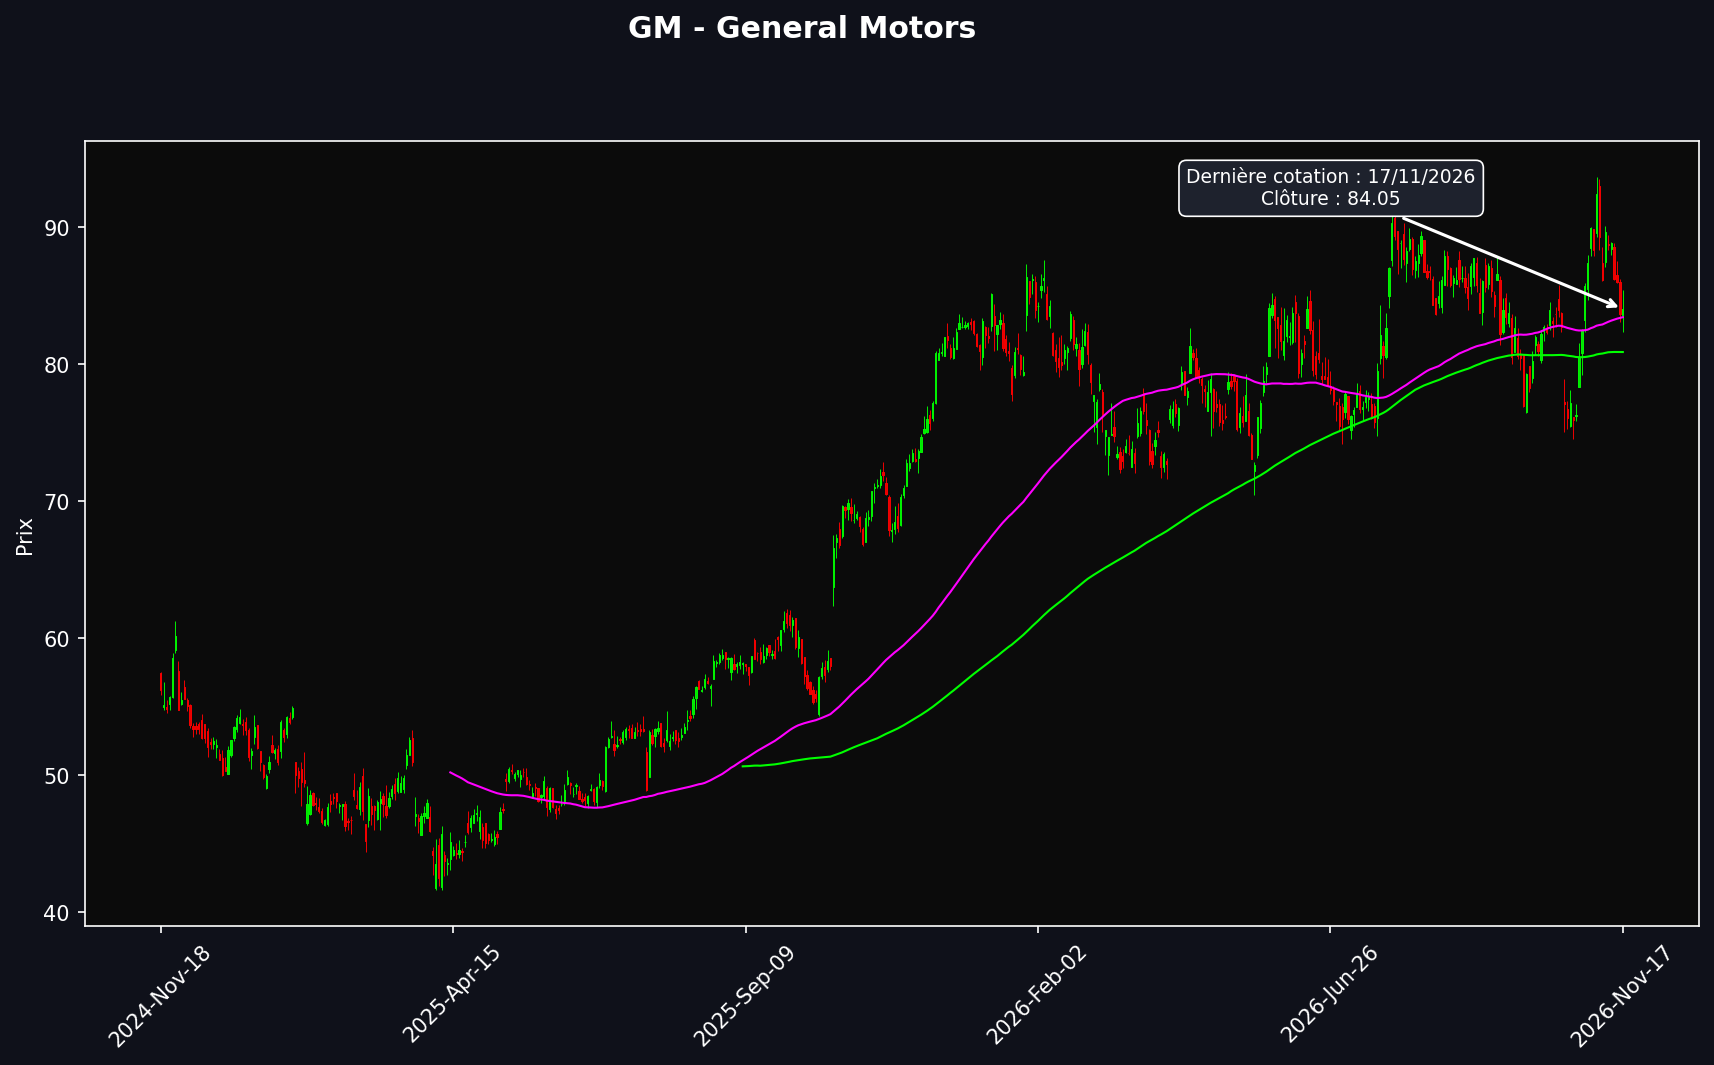 GM - General Motors
Dernière cotation : 17/11/2026
Clôture : 84.05
Prix
90
80
70
60
50
40
2024-Nov-18
2025-Apr-15
2025-Sep-09
2026-Feb-02
2026-Jun-26
2026-Nov-17